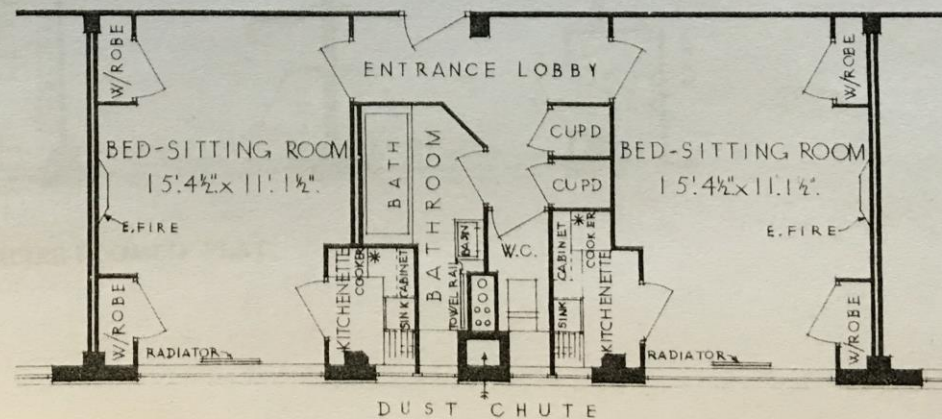 W/ROBE
ENTRANCE LOBBY
W/ROBE
BED-SITTING ROOM
15'.4½"x 11'.1½".
E.FIRE
BATH
BATHROOM
CUPD
CUPD
BED-SITTING ROOM
15'.4½"x 11'.1½".
E.FIRE
W.C.
BASIN
TOWEL RAIL
KITCHENETTE
COOKER
CABINET
SINK
CABINET
COOKER
SINK
KITCHENETTE
W/ROBE
RADIATOR
RADIATOR
W/ROBE
DUST CHUTE